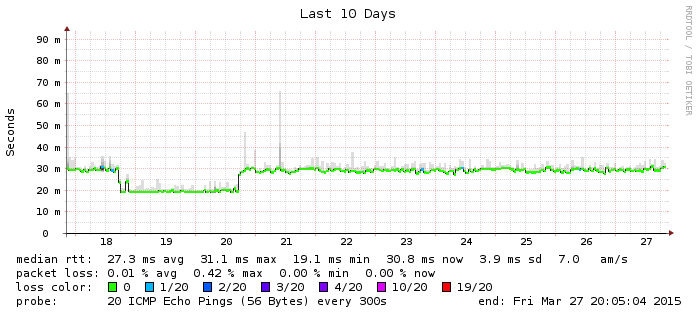 Last 10 Days
RRDTOOL / TOBI OETIKER
Seconds
90 m
80 m
70 m
60 m
50 m
40 m
30 m
20 m
10 m
0
18 19 20 21 22 23 24 25 26 27
median rtt: 27.3 ms avg 31.1 ms max 19.1 ms min 30.8 ms now 3.9 ms sd 7.0 am/s
packet loss: 0.01 % avg 0.42 % max 0.00 % min 0.00 % now
loss color: 0 1/20 2/20 3/20 4/20 10/20 19/20
probe: 20 ICMP Echo Pings (56 Bytes) every 300s end: Fri Mar 27 20:05:04 2015